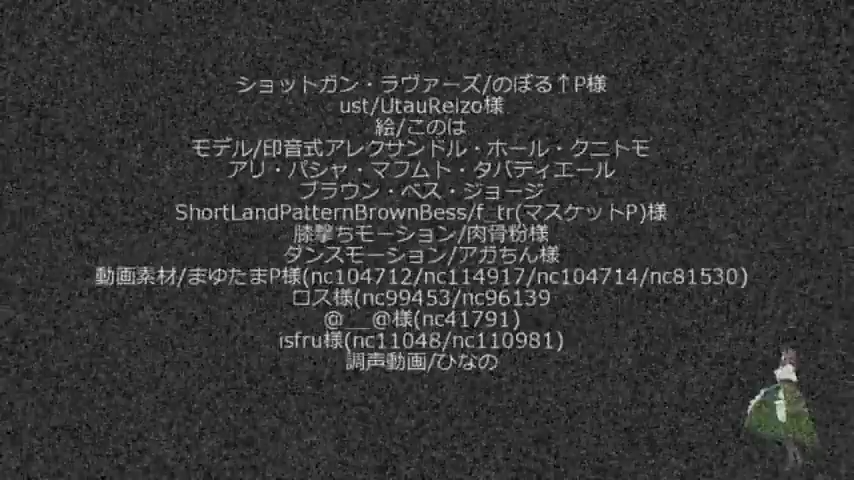 ショットガン・ラヴァーズ/のぼる↑P様
ust/UtauReizo様
絵/このは
モデル/印音式アレクサンドル・ホール・クニトモ
アリ・パシャ・マフムト・タバティエール
ブラウン・ベス・ジョージ
ShortLandPatternBrownBess/f_tr(マスケットP)様
膝撃ちモーション/肉骨粉様
ダンスモーション/アガちん様
動画素材/まゆたまP様(nc104712/nc114917/nc104714/nc81530)
ロス様(nc99453/nc96139
@__@様(nc41791)
isfru様(nc11048/nc110981)
調声動画/ひなの